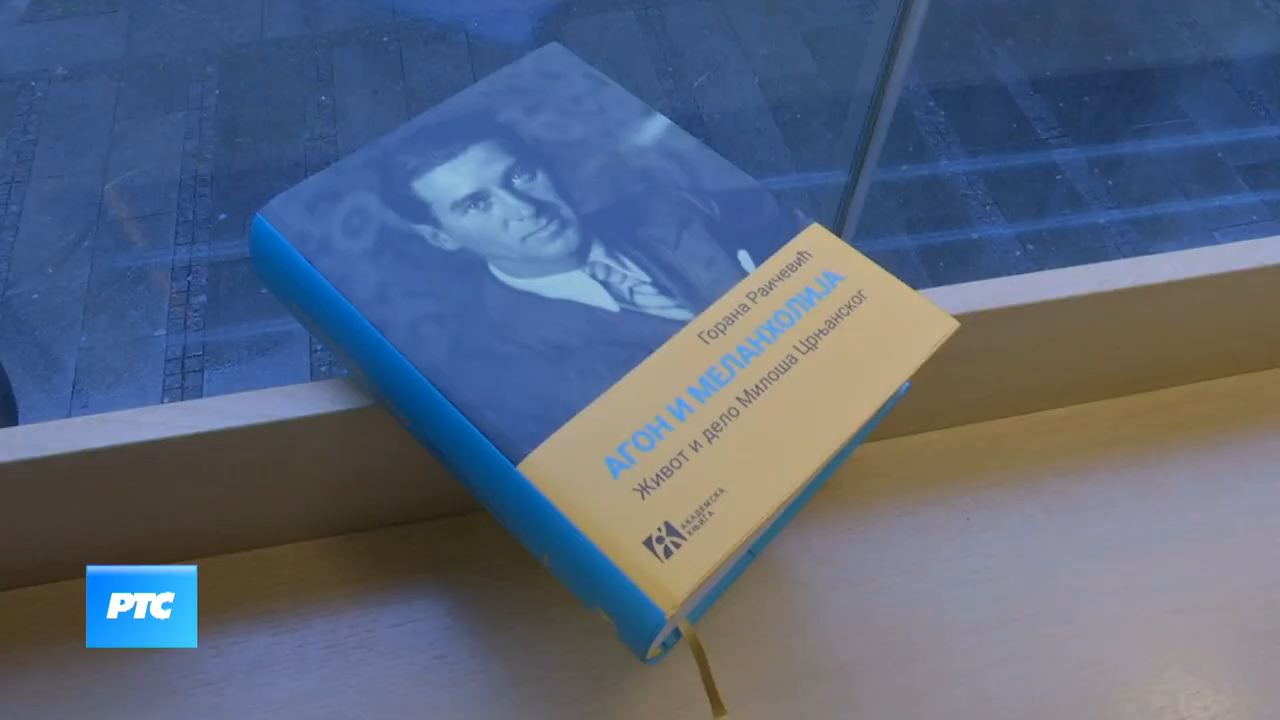 Горана Раичевић
АГОН И МЕЛАНХОЛИЈА
Живот и дело Милоша Црњанског
АКАДЕМСКА
КЊИГА
РТС